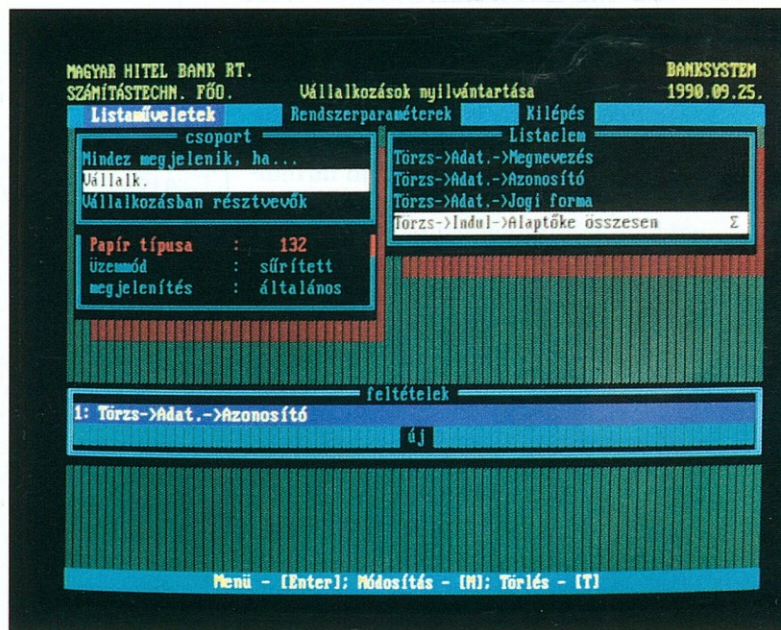 MAGYAR HITEL BANK RT.
BANKSYSTEM
SZÁMÍTÁSTECHN. FŐO.
Vállalkozások nyilvántartása
1990.09.25.
Listaműveletek
Rendszerparaméterek
Kilépés
csoport
Mindez megjelenik, ha...
Vállalk.
Vállalkozásban résztvevők
Listaelem
Törzs->Adat.->Megnevezés
Törzs->Adat.->Azonosító
Törzs->Adat.->Jogi forma
Törzs->Indul->Alaptőke összesen Σ
Papír típusa : 132
Üzemmód : sűrített
megjelenítés : általános
feltételek
1: Törzs->Adat.->Azonosító
új
Menü - [Enter]; Módosítás - [M]; Törlés - [T]